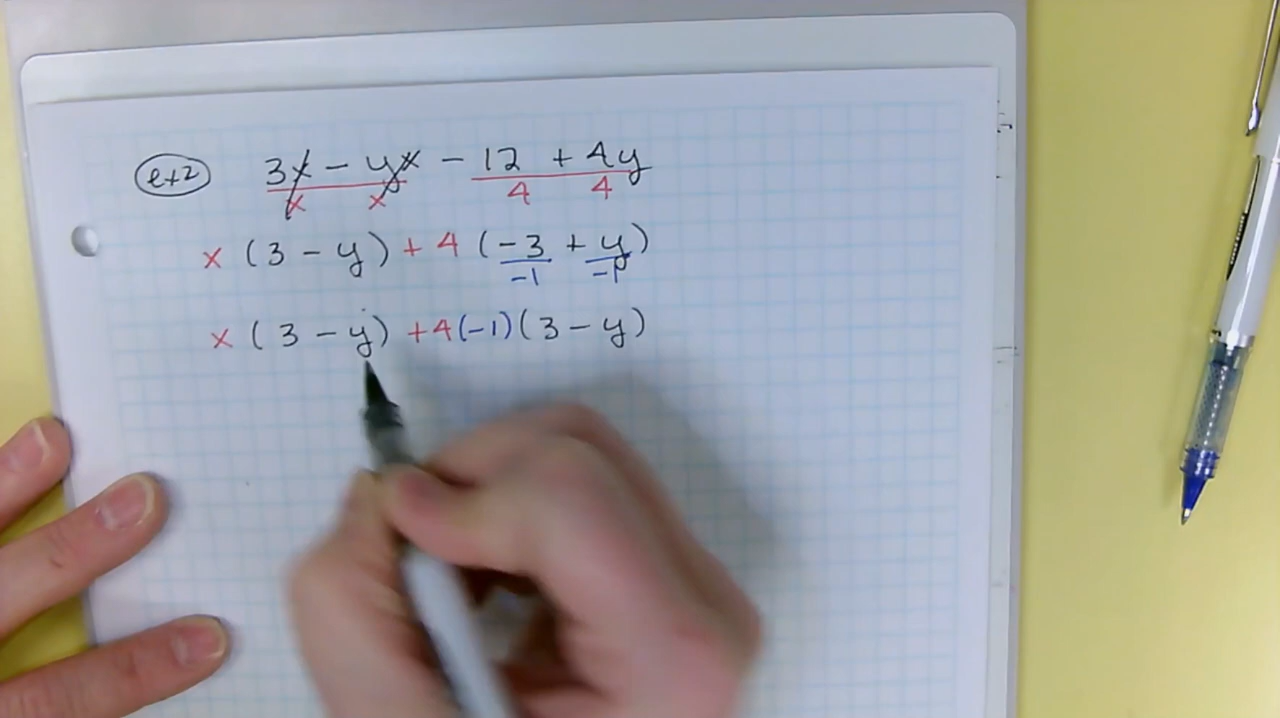 ex2 3x - yx - 12 + 4y
x x 4 4
x (3 - y) + 4 (-3 + y)
-1 -1
x (3 - y) +4(-1)(3 - y)